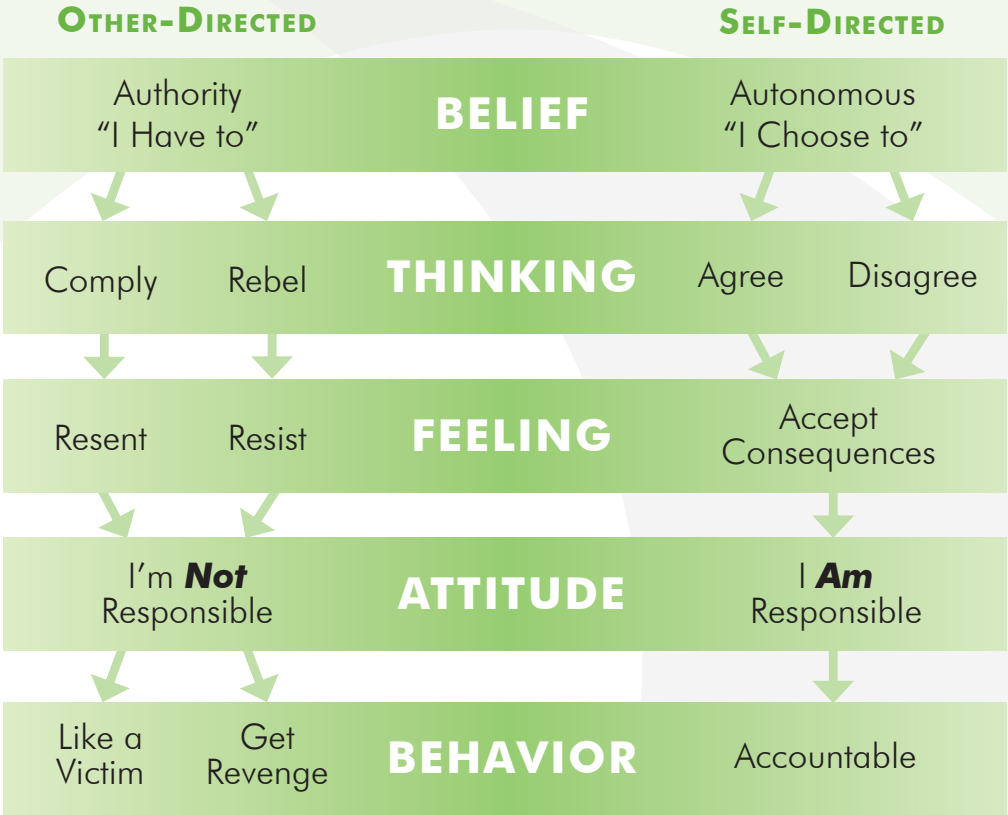 OTHER-DIRECTED
SELF-DIRECTED
Authority
"I Have to"
BELIEF
Autonomous
"I Choose to"
Comply
Rebel
THINKING
Agree
Disagree
Resent
Resist
FEELING
Accept
Consequences
I'm Not
Responsible
ATTITUDE
I Am
Responsible
Like a
Victim
Get
Revenge
BEHAVIOR
Accountable